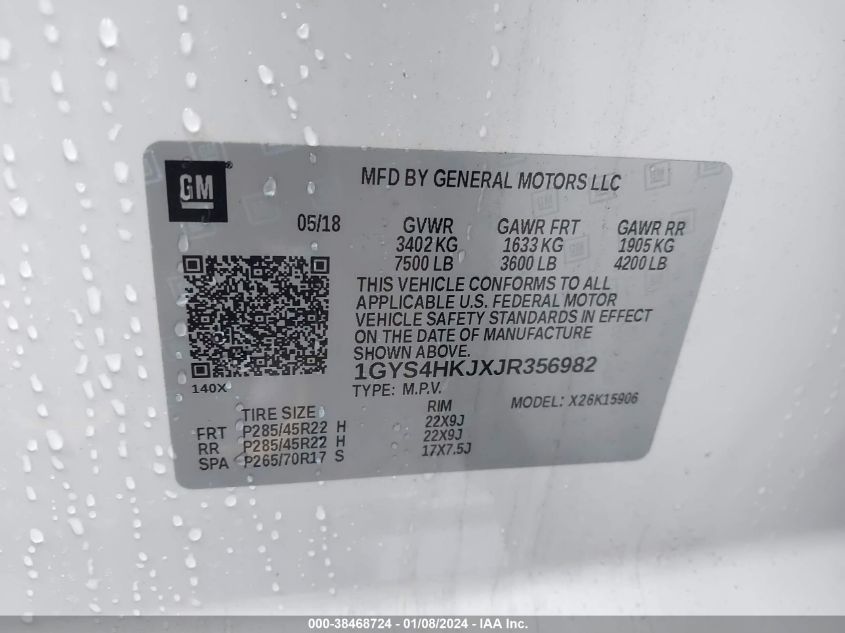 GM
MFD BY GENERAL MOTORS LLC
05/18 GVWR GAWR FRT GAWR RR
3402 KG 1633 KG 1905 KG
7500 LB 3600 LB 4200 LB
THIS VEHICLE CONFORMS TO ALL
APPLICABLE U.S. FEDERAL MOTOR
VEHICLE SAFETY STANDARDS IN EFFECT
ON THE DATE OF MANUFACTURE
SHOWN ABOVE.
1GYS4HKJXJR356982
140X TYPE: M.P.V. MODEL: X26K15906
TIRE SIZE RIM
FRT P285/45R22 H 22X9J
RR P285/45R22 H 22X9J
SPA P265/70R17 S 17X7.5J
000-38468724 - 01/08/2024 - IAA Inc.